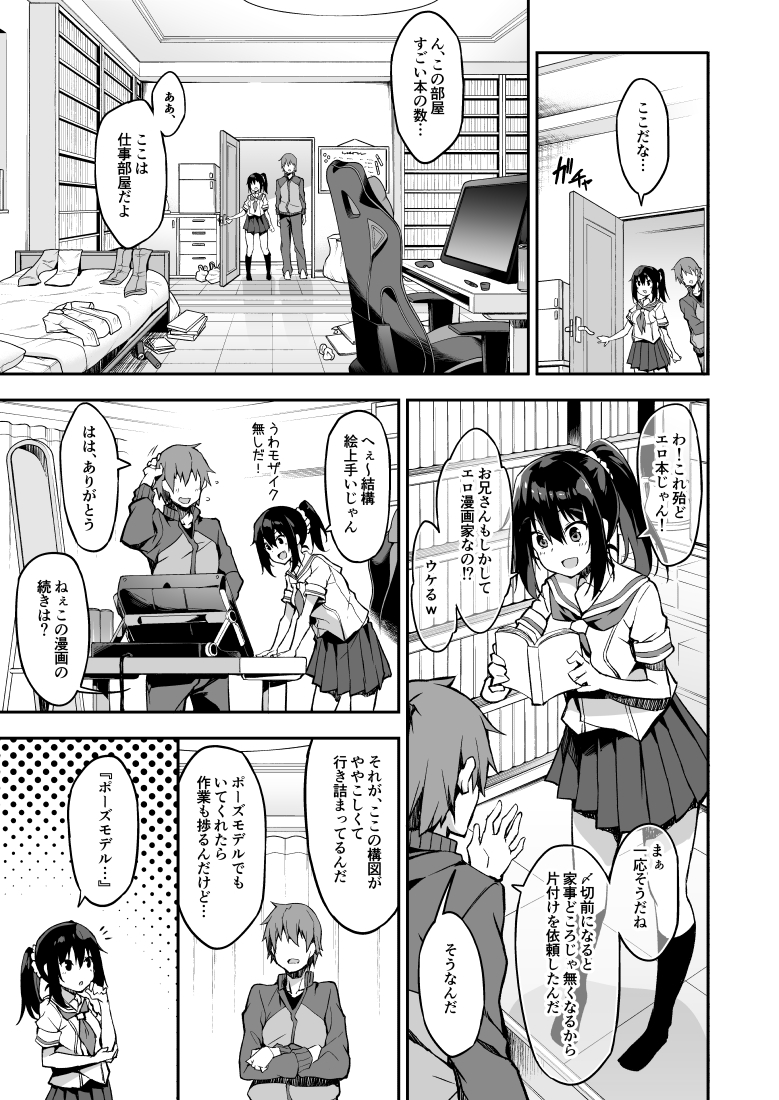 ここだな…
ガチャ
ん、この部屋
すごい本の数…
ああ、
ここは
仕事部屋だよ
わ！これ殆ど
エロ本じゃん！
お兄さんもしかして
エロ漫画家なの!?
ウケるw
まぁ
一応そうだね
〆切前になると
家事どころじゃ無くなるから
片付けを依頼したんだ
そうなんだ
へぇ〜結構
絵上手いじゃん
うわモザイク
無しだ！
はは、ありがとう
ねぇこの漫画の
続きは？
それが、ここの構図が
ややこしくて
行き詰まってるんだ
ポーズモデルでも
いてくれたら
作業も捗るんだけど…
『ポーズモデル…』